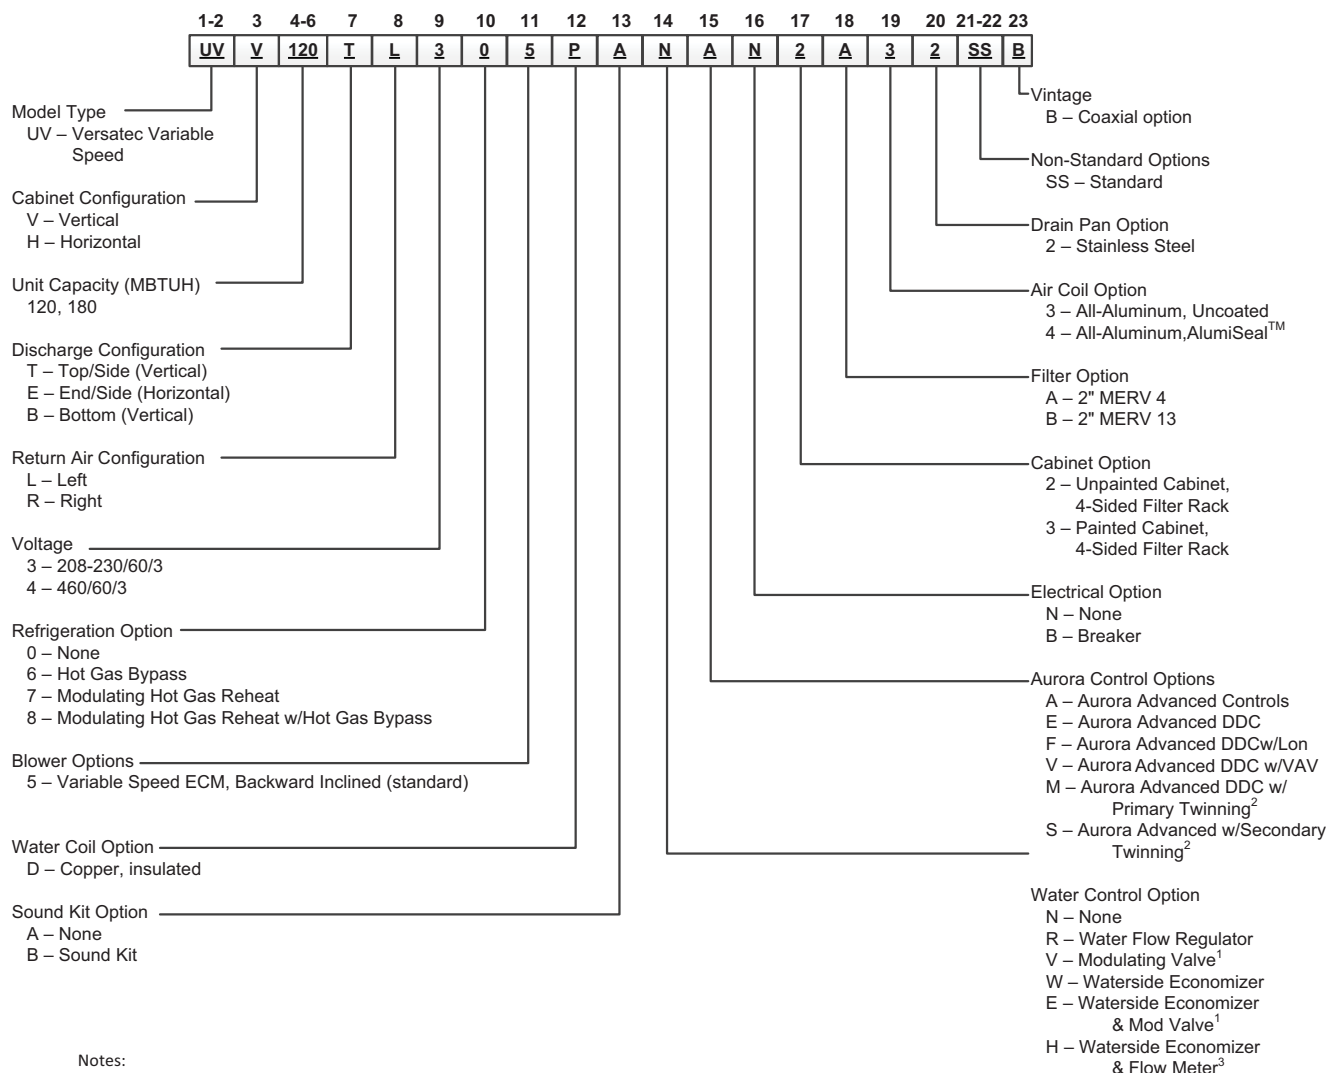 1-2 3 4-6 7 8 9 10 11 12 13 14 15 16 17 18 19 20 21-22 23
UV V 120 T L 3 0 5 P A N A N 2 A 3 2 SS B
Model Type
UV – Versatec Variable
Speed
Cabinet Configuration
V – Vertical
H – Horizontal
Unit Capacity (MBTUH)
120, 180
Discharge Configuration
T – Top/Side (Vertical)
E – End/Side (Horizontal)
B – Bottom (Vertical)
Return Air Configuration
L – Left
R – Right
Voltage
3 – 208-230/60/3
4 – 460/60/3
Refrigeration Option
0 – None
6 – Hot Gas Bypass
7 – Modulating Hot Gas Reheat
8 – Modulating Hot Gas Reheat w/Hot Gas Bypass
Blower Options
5 – Variable Speed ECM, Backward Inclined (standard)
Water Coil Option
D – Copper, insulated
Sound Kit Option
A – None
B – Sound Kit
Notes:
Vintage
B – Coaxial option
Non-Standard Options
SS – Standard
Drain Pan Option
2 – Stainless Steel
Air Coil Option
3 – All-Aluminum, Uncoated
4 – All-Aluminum,AlumiSeal™
Filter Option
A – 2" MERV 4
B – 2" MERV 13
Cabinet Option
2 – Unpainted Cabinet,
4-Sided Filter Rack
3 – Painted Cabinet,
4-Sided Filter Rack
Electrical Option
N – None
B – Breaker
Aurora Control Options
A – Aurora Advanced Controls
E – Aurora Advanced DDC
F – Aurora Advanced DDCw/Lon
V – Aurora Advanced DDC w/VAV
M – Aurora Advanced DDC w/
Primary Twinning²
S – Aurora Advanced w/Secondary
Twinning²
Water Control Option
N – None
R – Water Flow Regulator
V – Modulating Valve¹
W – Waterside Economizer
E – Waterside Economizer
& Mod Valve¹
H – Waterside Economizer
& Flow Meter³